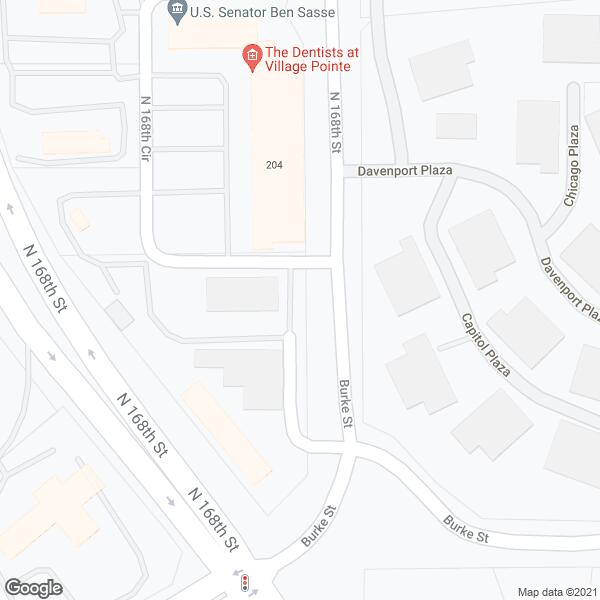 U.S. Senator Ben Sasse
The Dentists at
Village Pointe
N 168th Cir
N 168th St
204
Davenport Plaza
Chicago Plaza
N 168th St
Davenport Plaz
Capitol Plaza
N 168th St
Burke St
N 168th St
Burke St
Burke St
Google
Map data ©2021